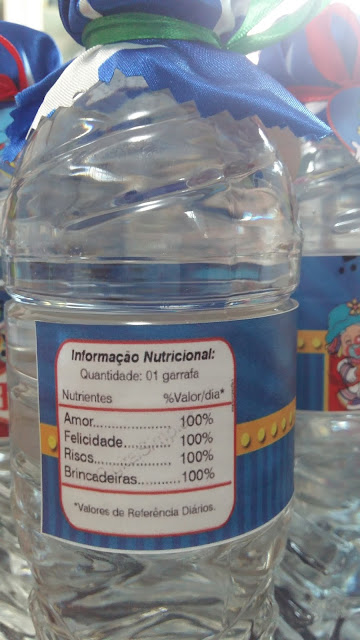 Informação Nutricional:
Quantidade: 01 garrafa
Nutrientes %Valor/dia*
Amor........................ 100%
Felicidade............... 100%
Risos....................... 100%
Brincadeiras...........100%
*Valores de Referência Diários.